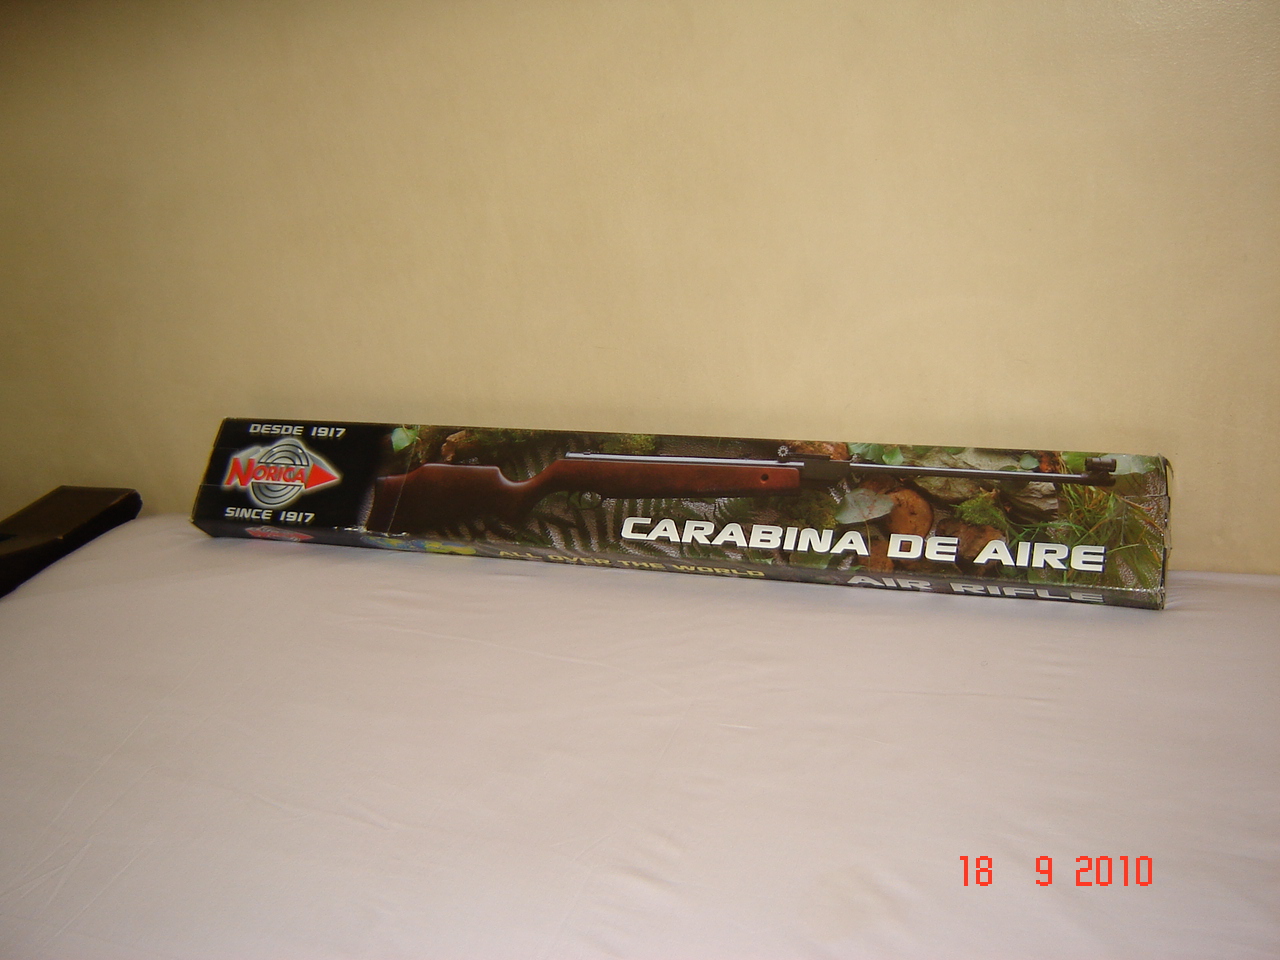 DESDE 1917
NORICA
SINCE 1917
CARABINA DE AIRE
ALL OVER THE WORLD
AIR RIFLE
18 9 2010